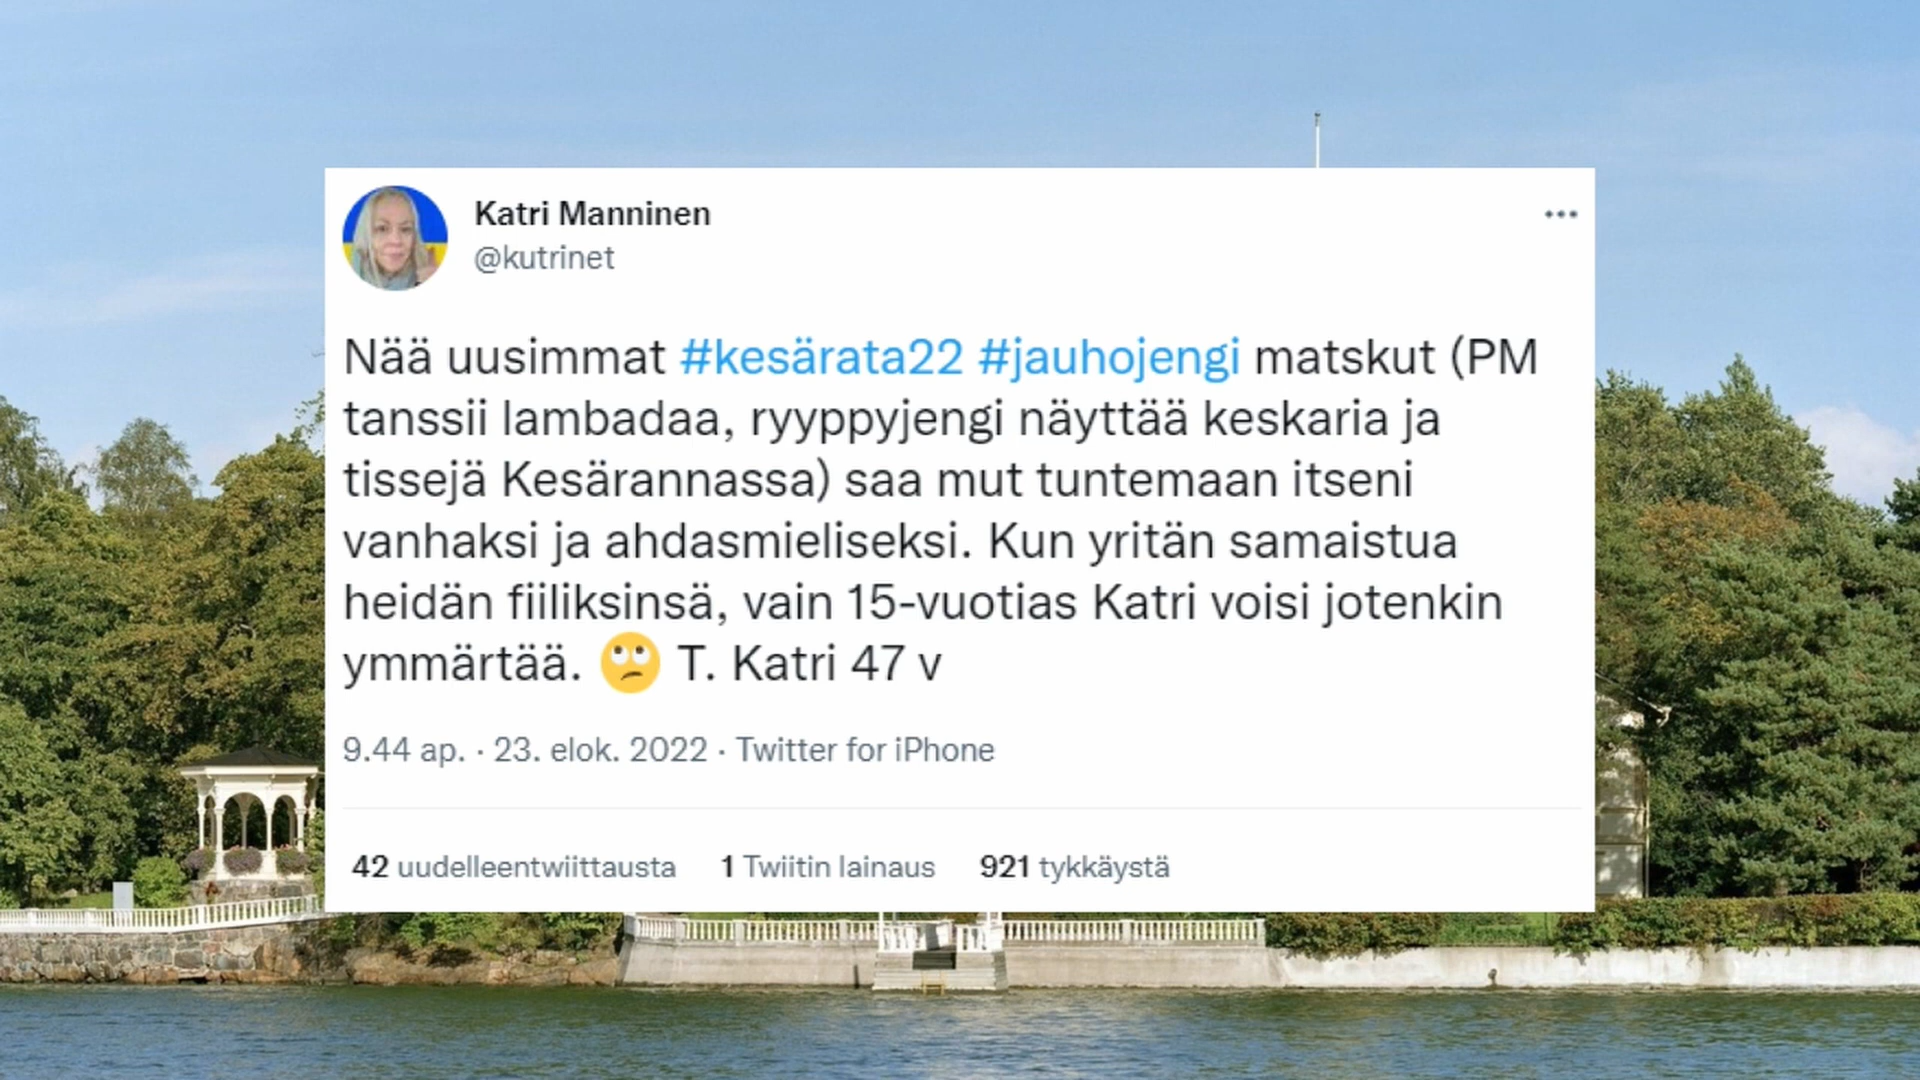 Katri Manninen
@kutrinet
Nää uusimmat #kesärata22 #jauhojengi matskut (PM
tanssii lambadaa, ryyppyjengi näyttää keskaria ja
tissejä Kesärannassa) saa mut tuntemaan itseni
vanhaksi ja ahdasmieliseksi. Kun yritän samaistua
heidän fiiliksinsä, vain 15-vuotias Katri voisi jotenkin
ymmärtää. 🙄 T. Katri 47 v
9.44 ap. · 23. elok. 2022 · Twitter for iPhone
42 uudelleentwiittausta 1 Twiitin lainaus 921 tykkäystä